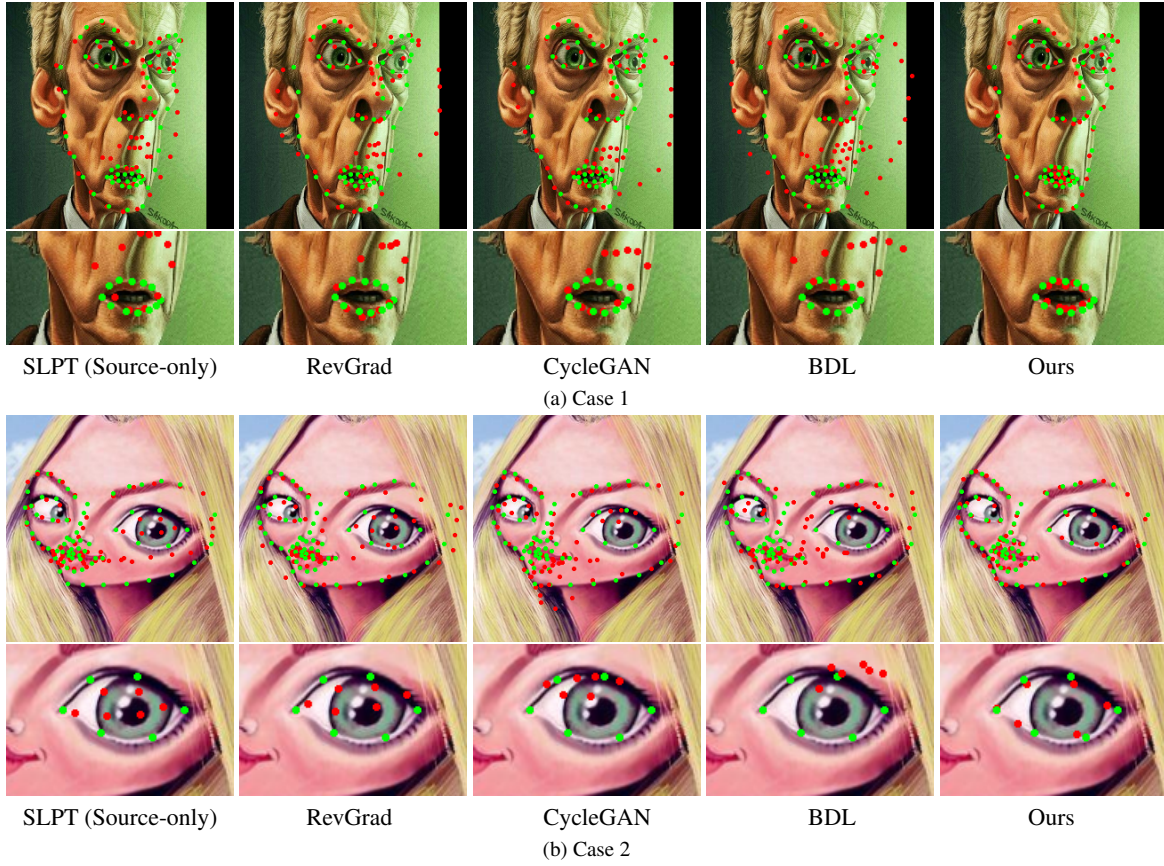 SLPT (Source-only) RevGrad CycleGAN BDL Ours
(a) Case 1
SLPT (Source-only) RevGrad CycleGAN BDL Ours
(b) Case 2